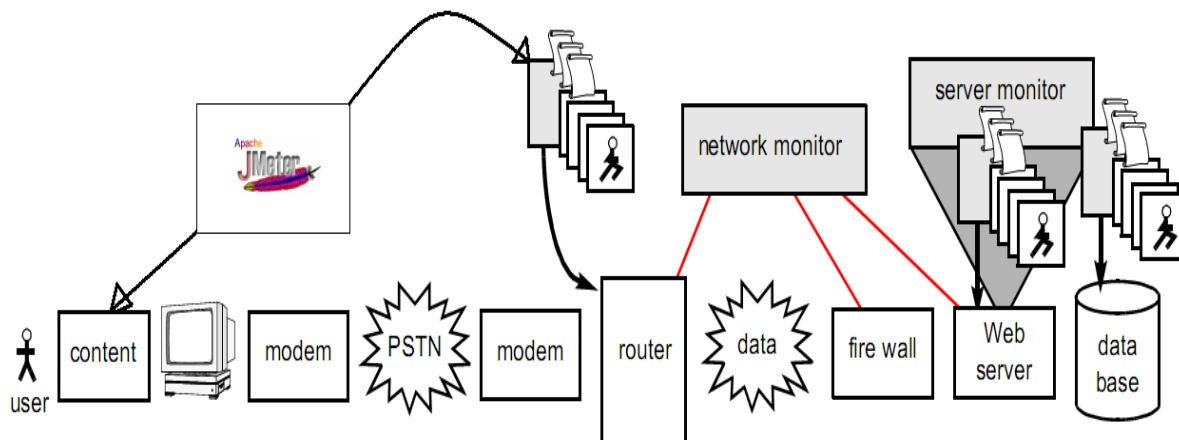 Apache
JMeter
network monitor
server monitor
user
content
modem
PSTN
modem
router
data
fire wall
Web
server
data
base